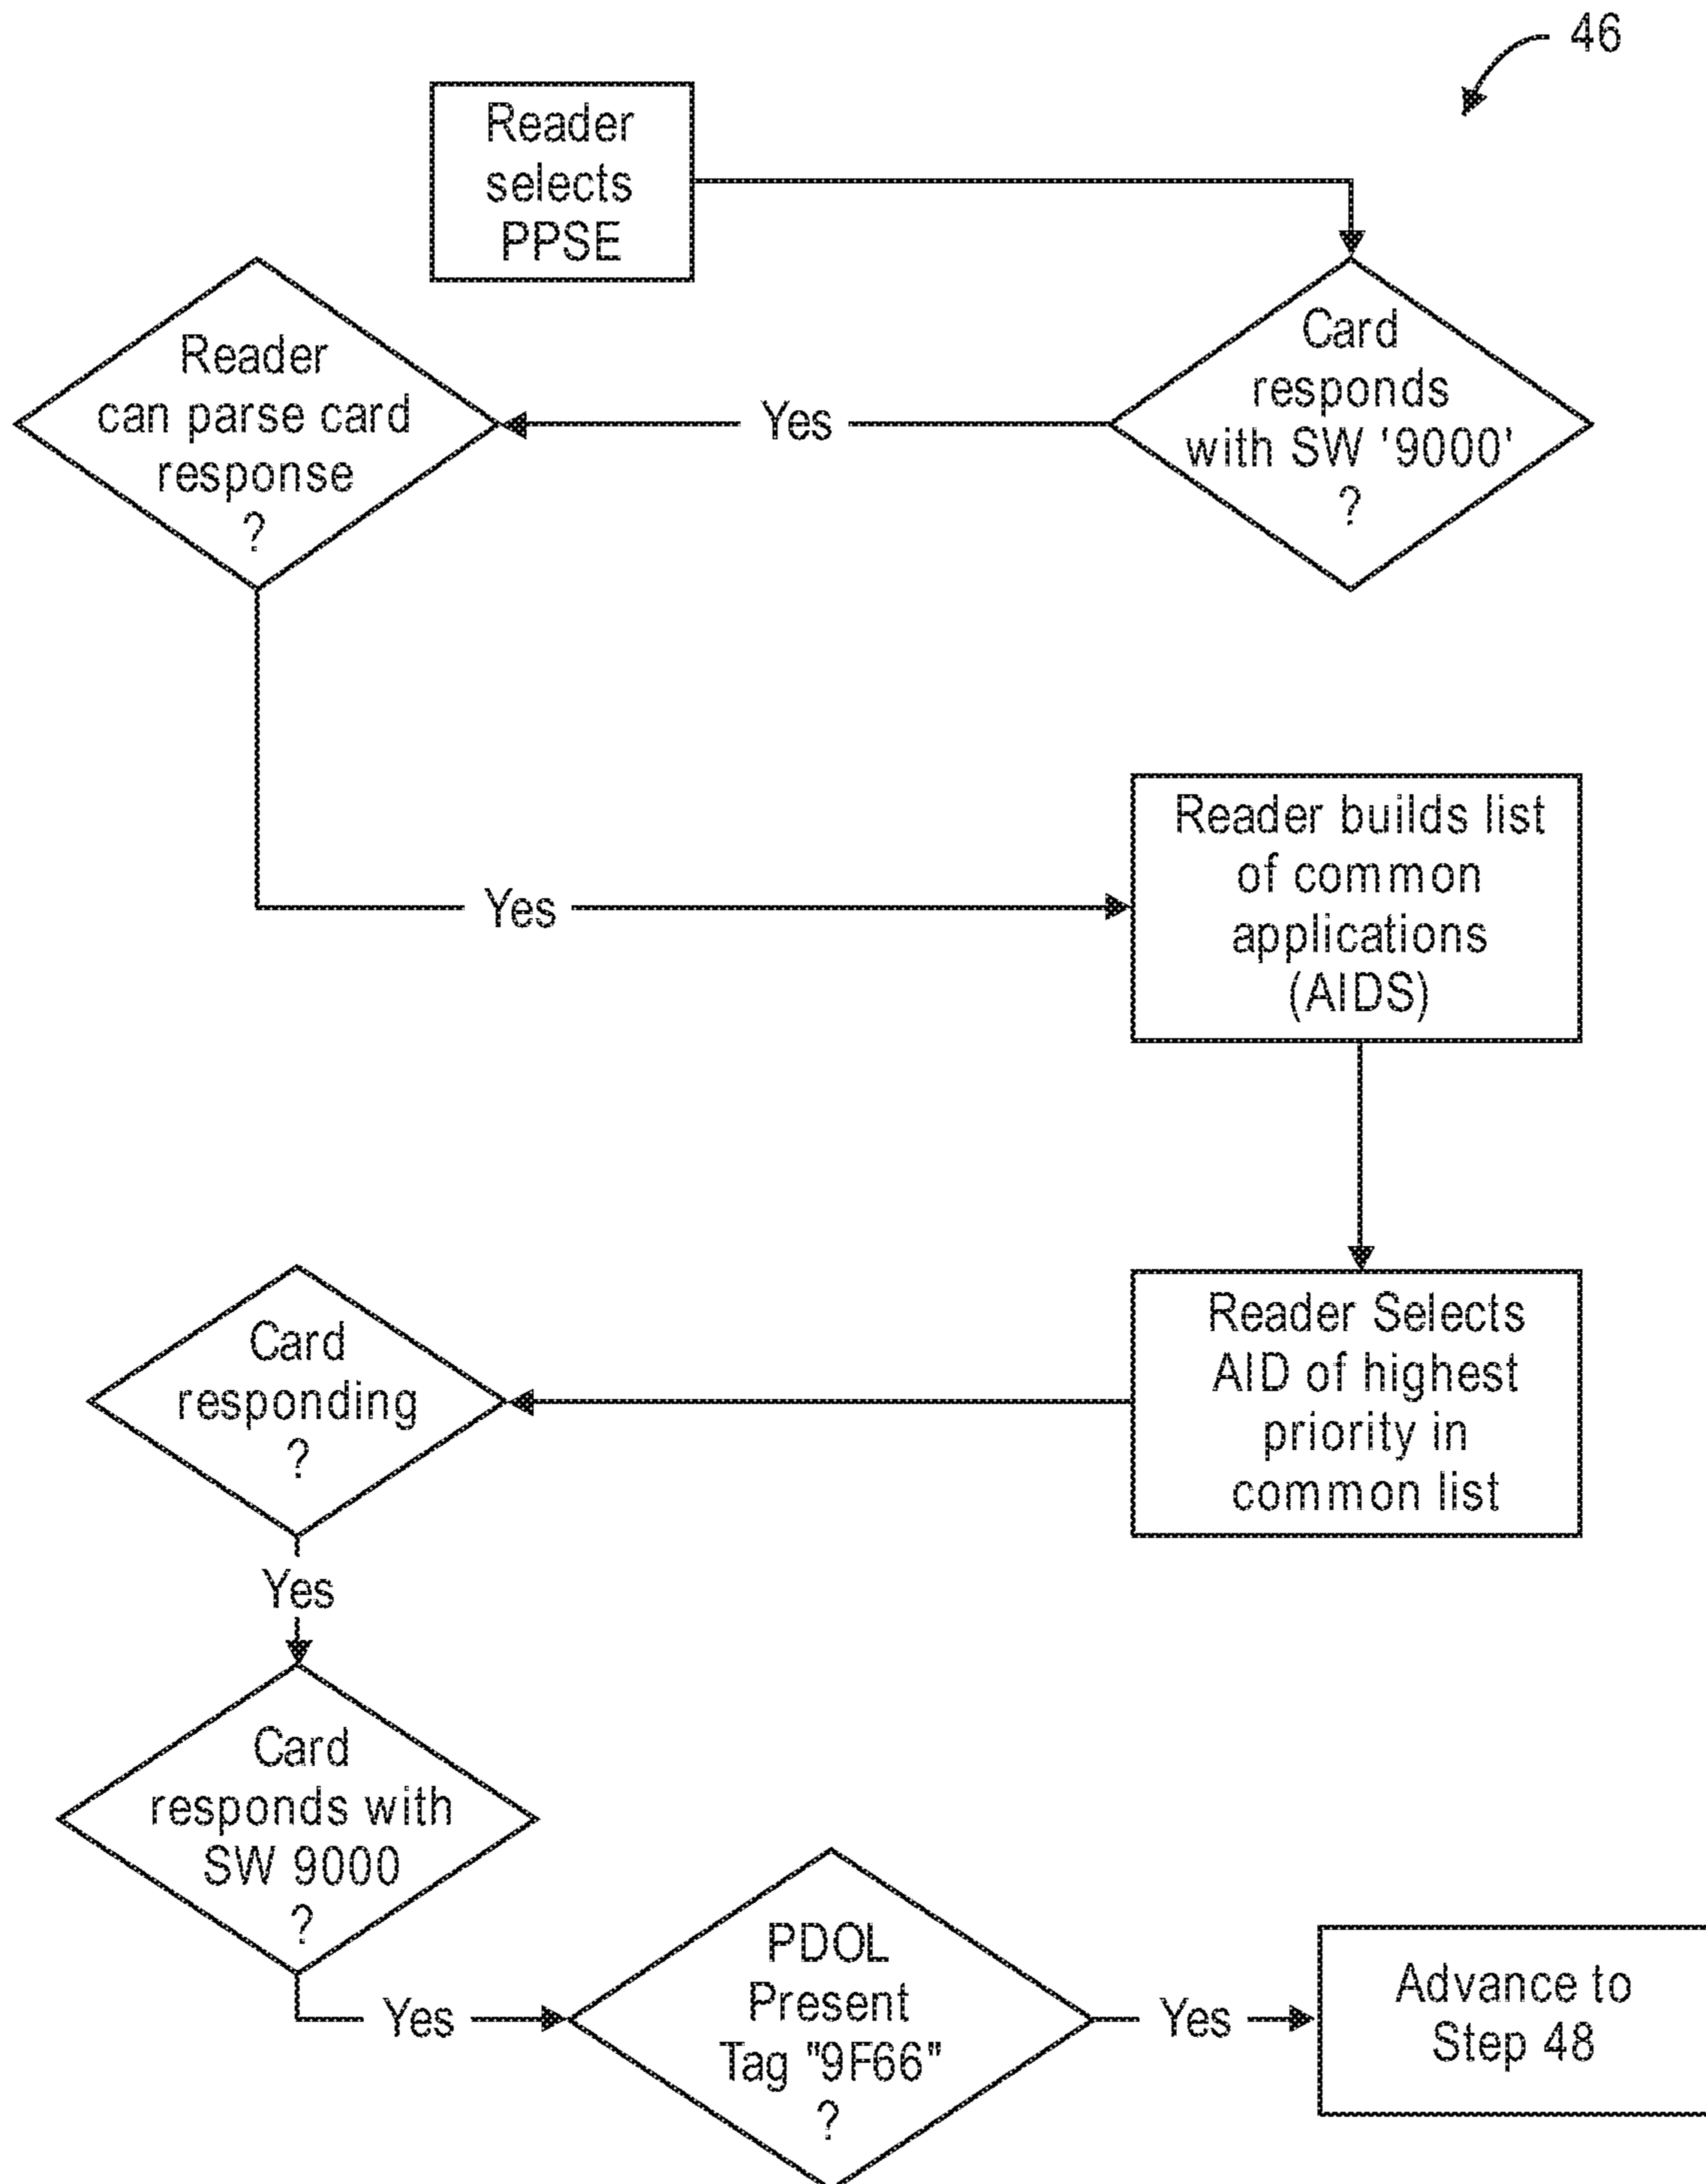 46
Reader
selects
PPSE
Card
responds
with SW '9000'
?
Yes
Reader
can parse card
response
?
Yes
Reader builds list
of common
applications
(AIDS)
Reader Selects
AID of highest
priority in
common list
Card
responding
?
Yes
Card
responds with
SW 9000
?
Yes
PDOL
Present
Tag "9F66"
?
Yes
Advance to
Step 48